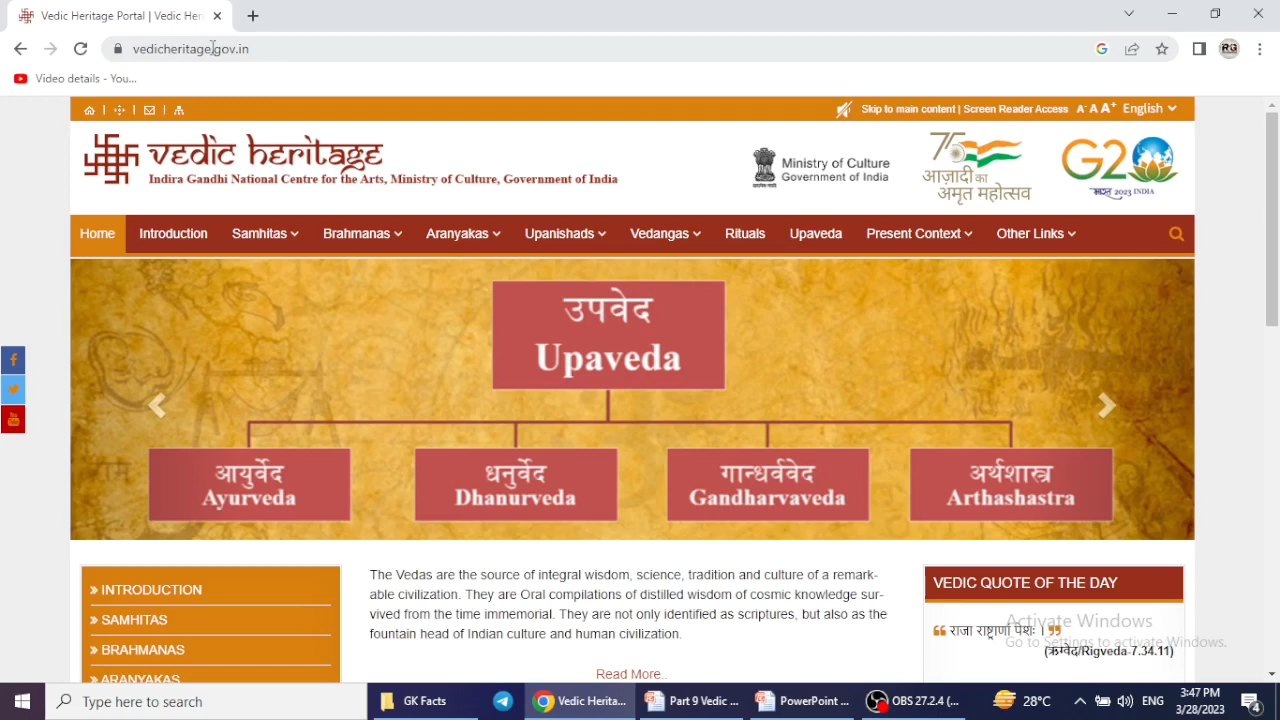 Vedic Heritage Portal | Vedic Her
vedicheritage.gov.in
Video details - You...
Skip to main content | Screen Reader Access A- A A+ English
vedic heritage
Indira Gandhi National Centre for the Arts, Ministry of Culture, Government of India
Ministry of Culture
Government of India
75
आज़ादी का
अमृत महोत्सव
G20
भारत 2023 INDIA
Home Introduction Samhitas Brahmanas Aranyakas Upanishads Vedangas Rituals Upaveda Present Context Other Links
उपवेद
Upaveda
आयुर्वेद
Ayurveda
धनुर्वेद
Dhanurveda
गान्धर्ववेद
Gandharvaveda
अर्थशास्त्र
Arthashastra
» INTRODUCTION
» SAMHITAS
» BRAHMANAS
» ARANYAKAS
The Vedas are the source of integral wisdom, science, tradition and culture of a remark-
able civilization. They are Oral compilations of distilled wisdom of cosmic knowledge sur-
vived from the time immemorial. They are not only identified as scriptures, but also as the
fountain head of Indian culture and human civilization.
Read More..
VEDIC QUOTE OF THE DAY
“ राजा राष्ट्रानां पेशः । ”
(ऋग्वेद/Rigveda-7.34.11)
Activate Windows
Go to Settings to activate Windows.
Type here to search
GK Facts
Vedic Herita...
Part 9 Vedic ...
PowerPoint ...
OBS 27.2.4 (...
28°C
ENG
3:47 PM
3/28/2023
4